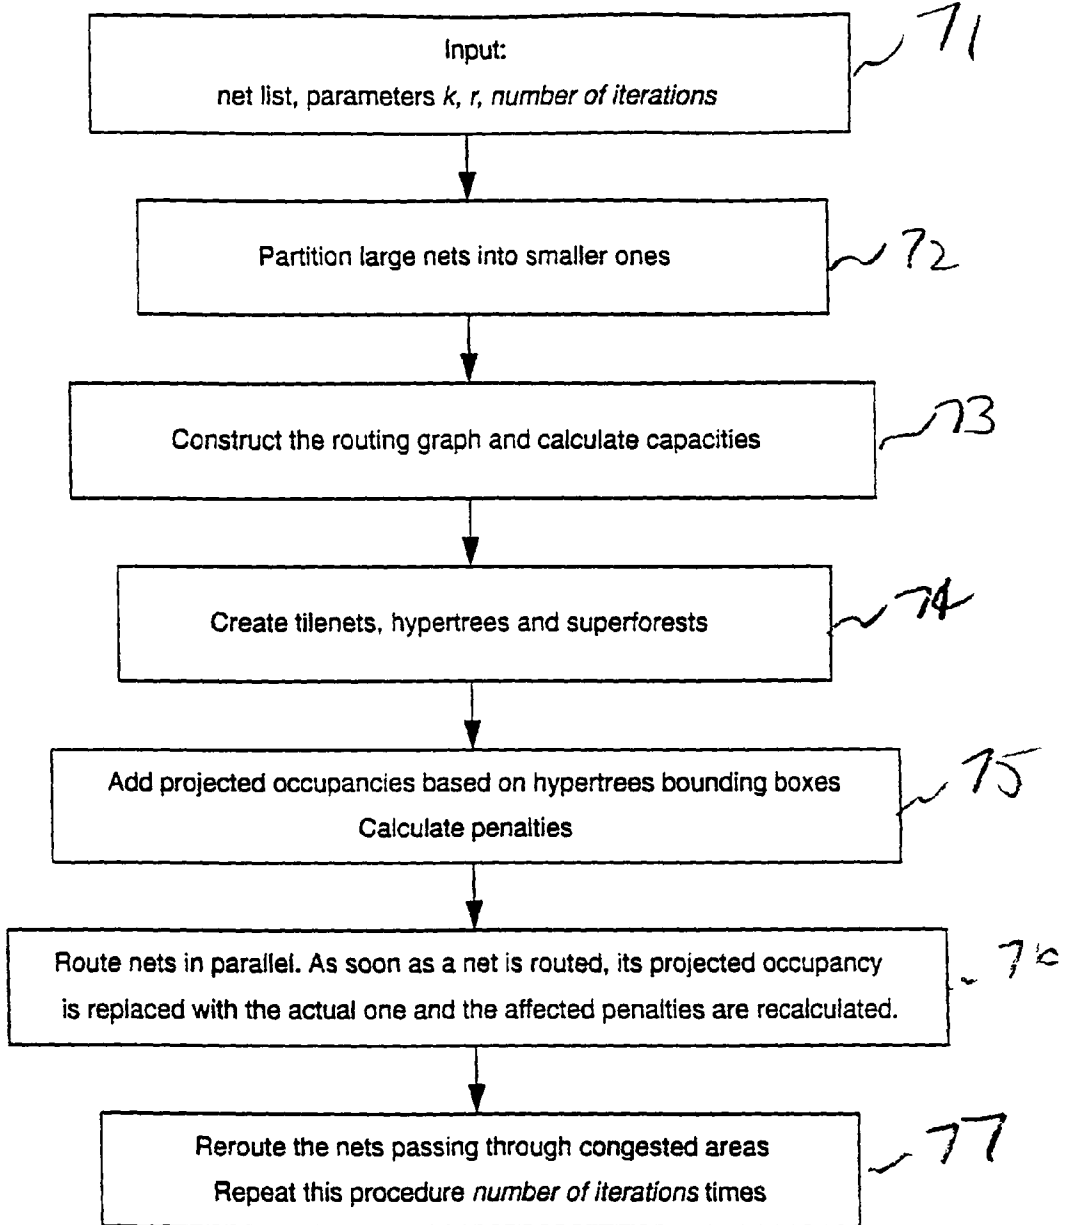 Input:
71
net list, parameters k, r, number of iterations
Partition large nets into smaller ones
72
Construct the routing graph and calculate capacities
73
Create tilenets, hypertrees and superforests
74
Add projected occupancies based on hypertrees bounding boxes
75
Calculate penalties
Route nets in parallel. As soon as a net is routed, its projected occupancy
is replaced with the actual one and the affected penalties are recalculated.
Reroute the nets passing through congested areas
77
Repeat this procedure number of iterations times